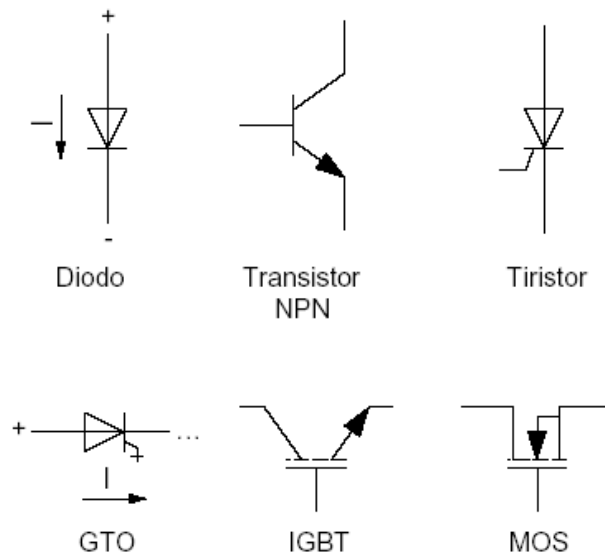 +
I
-
Diodo
Transistor
NPN
Tiristor
+
...
I
GTO
IGBT
MOS